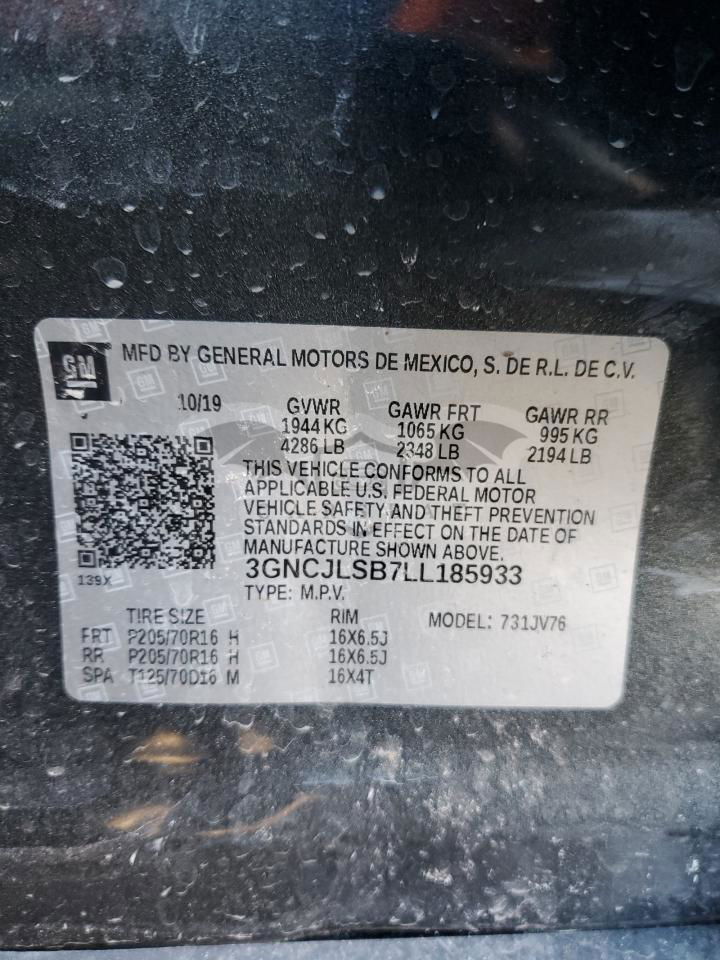 GM MFD BY GENERAL MOTORS DE MEXICO, S. DE R.L. DE C.V.
10/19 GVWR GAWR FRT GAWR RR
1944 KG 1065 KG 995 KG
4286 LB 2348 LB 2194 LB
THIS VEHICLE CONFORMS TO ALL
APPLICABLE U.S. FEDERAL MOTOR
VEHICLE SAFETY AND THEFT PREVENTION
STANDARDS IN EFFECT ON THE DATE OF
MANUFACTURE SHOWN ABOVE.
139X 3GNCJLSB7LL185933
TYPE: M.P.V.
TIRE SIZE RIM MODEL: 731JV76
FRT P205/70R16 H 16X6.5J
RR P205/70R16 H 16X6.5J
SPA T125/70D16 M 16X4T